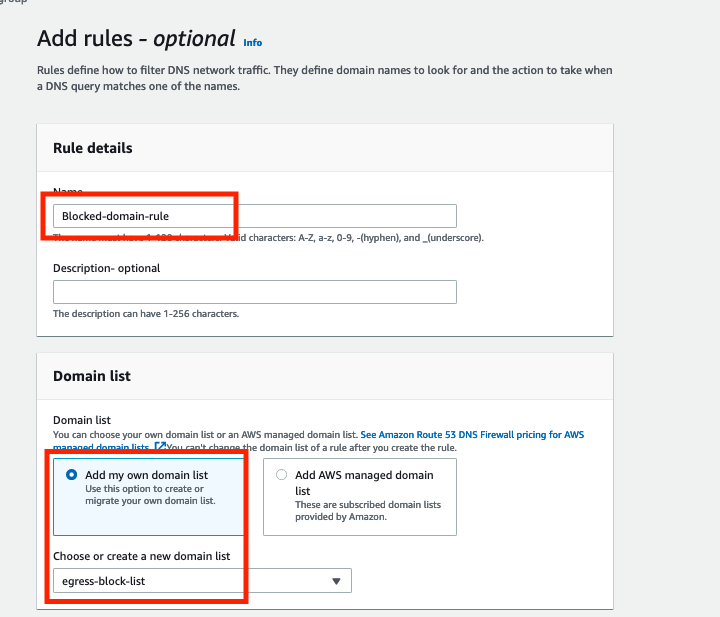 Add rules - optional Info
Rules define how to filter DNS network traffic. They define domain names to look for and the action to take when
a DNS query matches one of the names.
Rule details
Name
Blocked-domain-rule
The name must have 1-128 characters. Valid characters: A-Z, a-z, 0-9, -(hyphen), and _(underscore).
Description- optional
The description can have 1-256 characters.
Domain list
Domain list
You can choose your own domain list or an AWS managed domain list. See Amazon Route 53 DNS Firewall pricing for AWS
managed domain lists. You can't change the domain list of a rule after you create the rule.
Add my own domain list
Use this option to create or
migrate your own domain list.
Add AWS managed domain
list
These are subscribed domain lists
provided by Amazon.
Choose or create a new domain list
egress-block-list